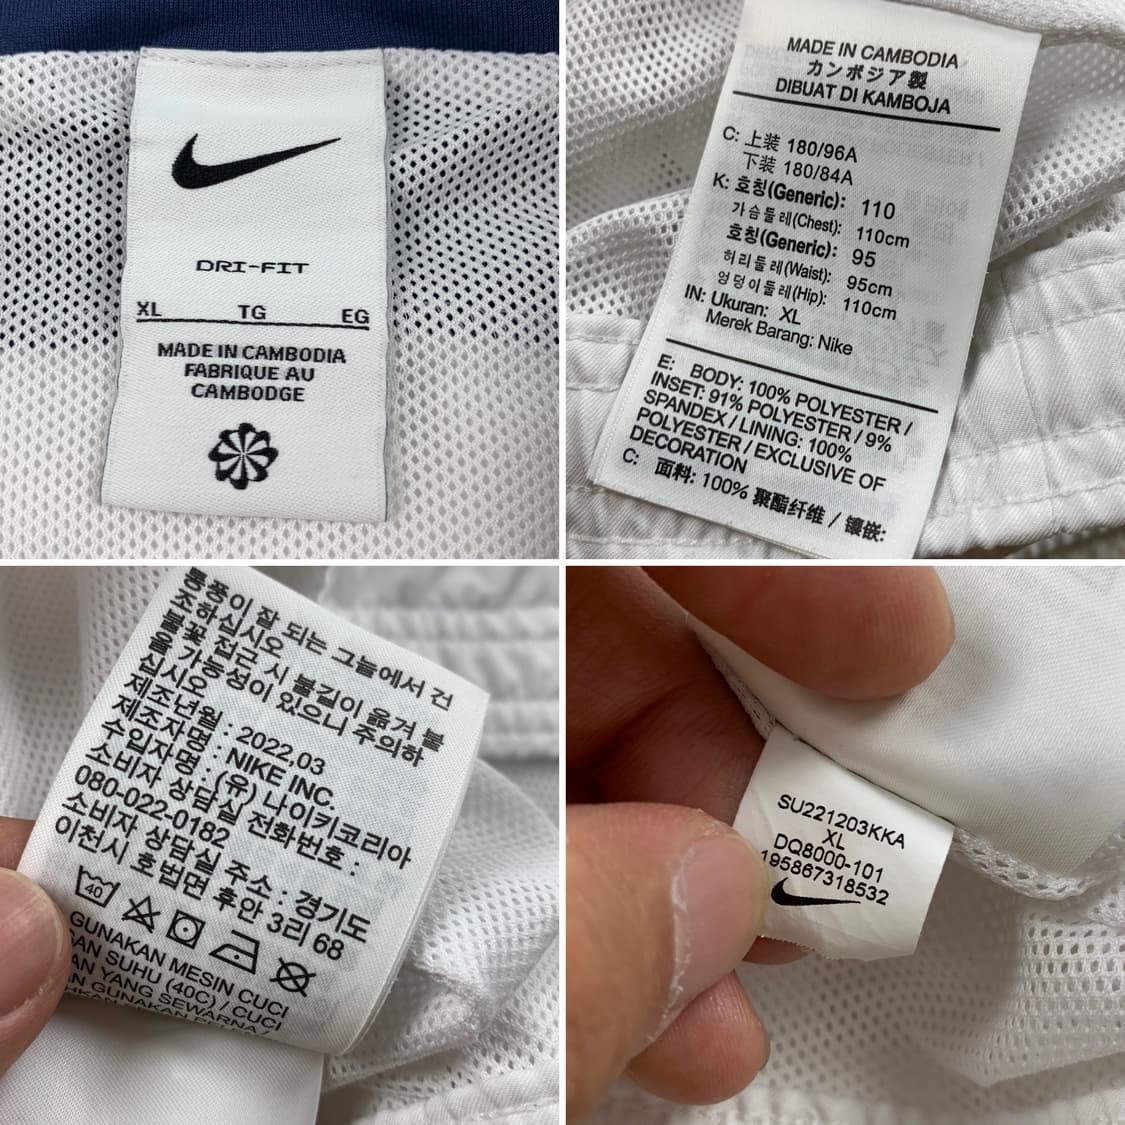 DRI-FIT
XL TG EG
MADE IN CAMBODIA
FABRIQUE AU
CAMBODGE
MADE IN CAMBODIA
カンボジア製
DIBUAT DI KAMBOJA
C: 上装 180/96A
下装 180/84A
K: 호칭(Generic): 110
가슴둘레(Chest): 110cm
호칭(Generic): 95
허리둘레(Waist): 95cm
엉덩이둘레(Hip): 110cm
IN: Ukuran: XL
Merek Barang: Nike
E: BODY: 100% POLYESTER /
INSET: 91% POLYESTER / 9%
SPANDEX / LINING: 100%
POLYESTER / EXCLUSIVE OF
DECORATION
C: 面料: 100% 聚酯纤维 / 镶嵌:
통풍이 잘 되는 그늘에서 건
조하십시오
불꽃 접근 시 불길이 옮겨 붙
을 가능성이 있으니 주의하
십시오
제조년월 : 2022.03
제조자명 : NIKE INC.
수입자명 : (유) 나이키코리아
소비자 상담실 전화번호 :
080-022-0182
소비자 상담실 주소 : 경기도
이천시 호법면 후안 3리 68
40
GUNAKAN MESIN CUCI
SUHU (40C) / CUCI
YANG SEWARNA /
GUNAKAN
SU221203KKA
XL
DQ8000-101
195867318532